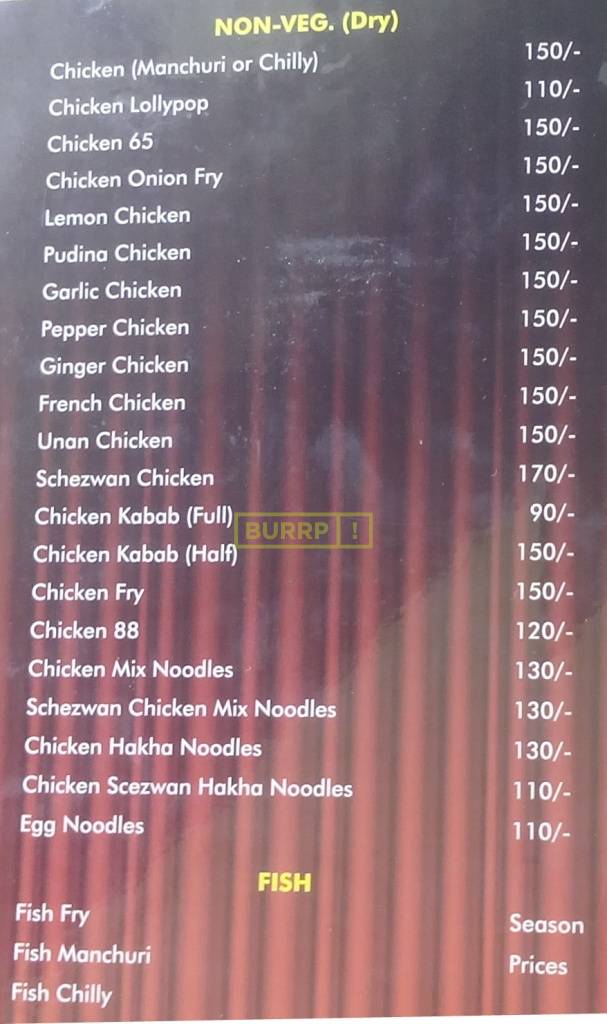 NON-VEG. (Dry)
Chicken (Manchuri or Chilly) 150/-
Chicken Lollypop 110/-
Chicken 65 150/-
Chicken Onion Fry 150/-
Lemon Chicken 150/-
Pudina Chicken 150/-
Garlic Chicken 150/-
Pepper Chicken 150/-
Ginger Chicken 150/-
French Chicken 150/-
Unan Chicken 150/-
Schezwan Chicken 170/-
Chicken Kabab (Full) 90/-
BURRP !
Chicken Kabab (Half) 150/-
Chicken Fry 150/-
Chicken 88 120/-
Chicken Mix Noodles 130/-
Schezwan Chicken Mix Noodles 130/-
Chicken Hakha Noodles 130/-
Chicken Scezwan Hakha Noodles 110/-
Egg Noodles 110/-
FISH
Fish Fry Season
Fish Manchuri Prices
Fish Chilly